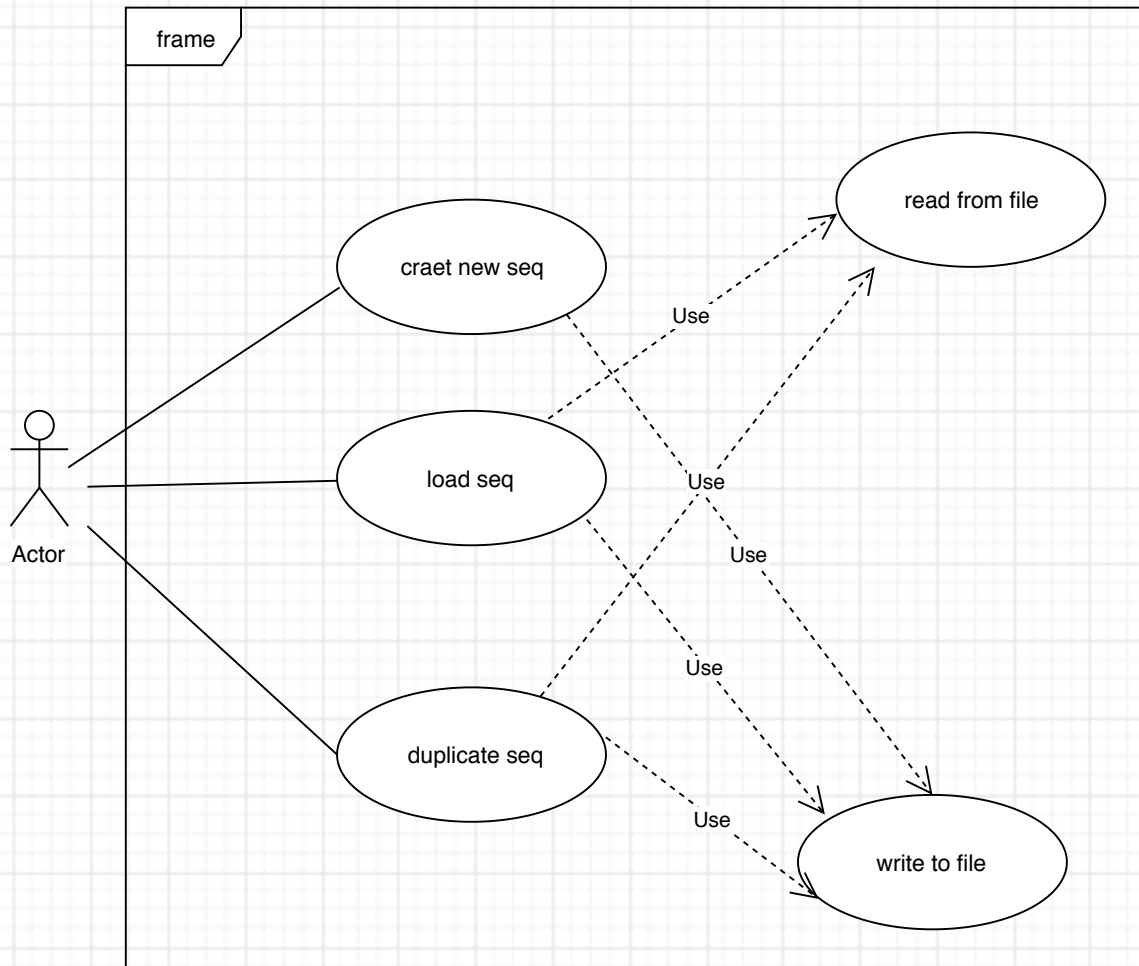 frame
read from file
craet new seq
Use
load seq
Use
Use
Actor
Use
duplicate seq
Use
write to file